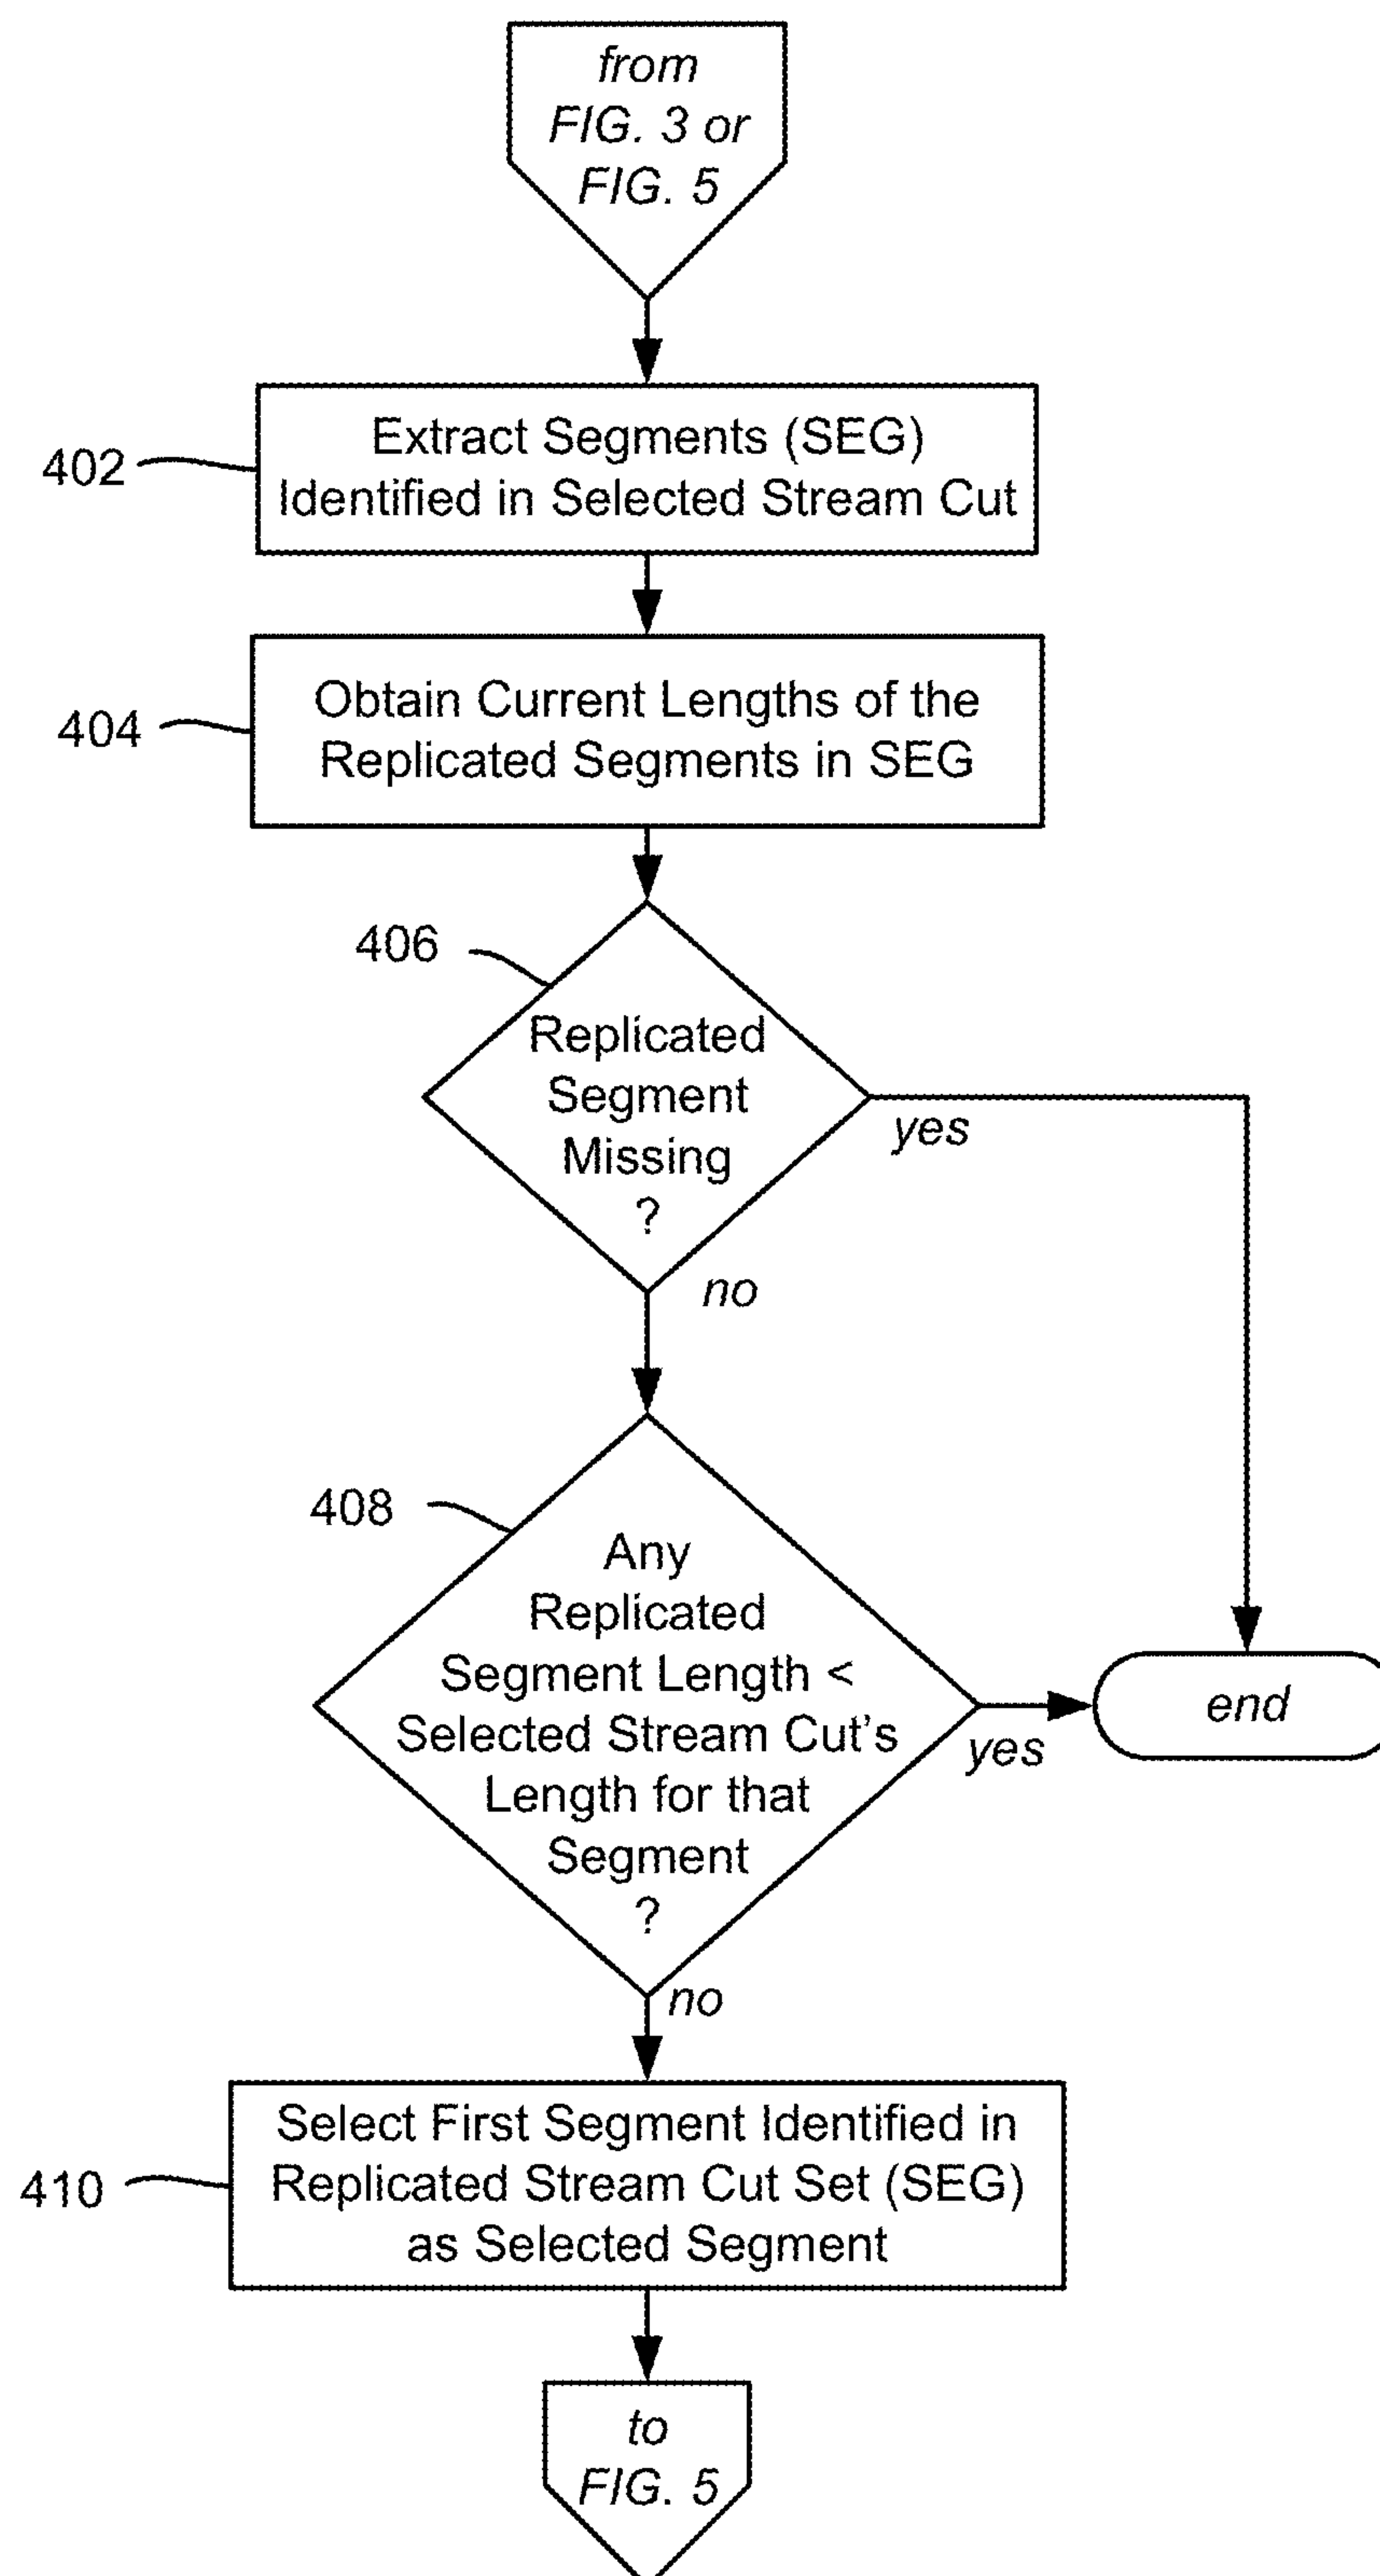 from
FIG. 3 or
FIG. 5
402
Extract Segments (SEG)
Identified in Selected Stream Cut
404
Obtain Current Lengths of the
Replicated Segments in SEG
406
Replicated
Segment
Missing
?
yes
no
408
Any
Replicated
Segment Length <
Selected Stream Cut's
Length for that
Segment
?
yes
end
no
410
Select First Segment Identified in
Replicated Stream Cut Set (SEG)
as Selected Segment
to
FIG. 5